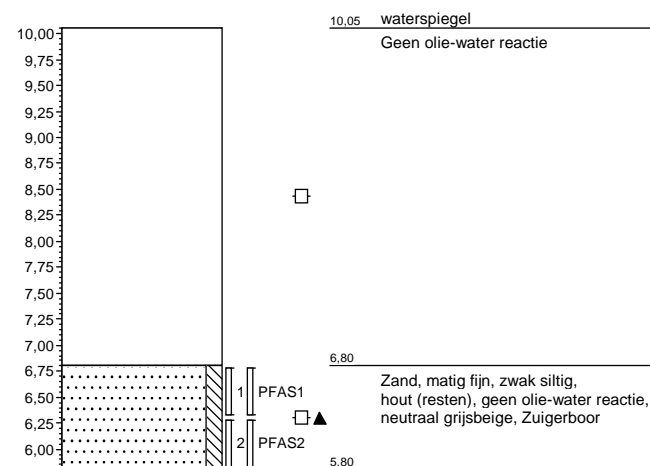 10,05 waterspiegel
Geen olie-water reactie
10,00
9,75
9,50
9,25
9,00
8,75
8,50
8,25
8,00
7,75
7,50
7,25
7,00
6,75
6,50
6,25
6,00
1 PFAS1
2 PFAS2
6,80
Zand, matig fijn, zwak siltig,
hout (resten), geen olie-water reactie,
neutraal grijsbeige, Zuigerboor
5,80